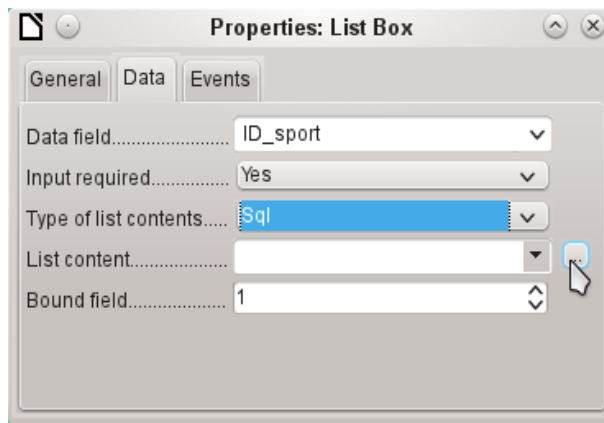 Properties: List Box
General Data Events
Data field....................... ID_sport
Input required............... Yes
Type of list contents..... Sql
List content................... ...
Bound field................... 1